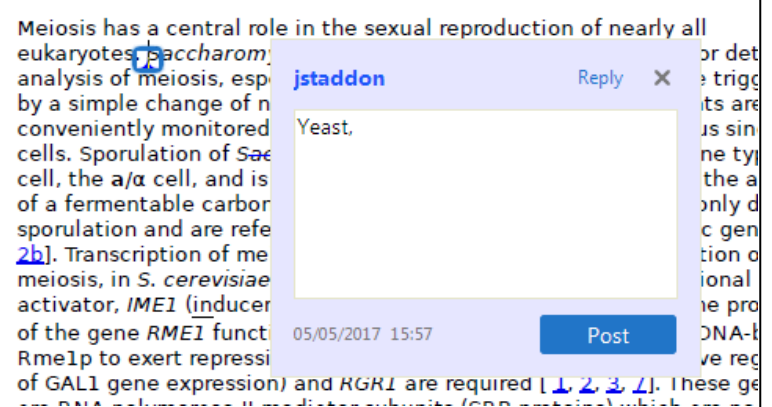 Meiosis has a central role in the sexual reproduction of nearly all
eukaryotes. Saccharomy or det
analysis of meiosis, esp e trigg
by a simple change of n ts are
conveniently monitored us sin
cells. Sporulation of Sac ne typ
cell, the a/α cell, and is the a
of a fermentable carbon only d
sporulation and are refe c gen
2b]. Transcription of me tion o
meiosis, in S. cerevisiae ional
activator, IME1 (inducer e pro
of the gene RME1 functi DNA-b
Rme1p to exert repressi ve reg
of GAL1 gene expression) and RGR1 are required [ 1, 2, 3, 7]. These ge
jstaddon Reply
Yeast,
05/05/2017 15:57 Post